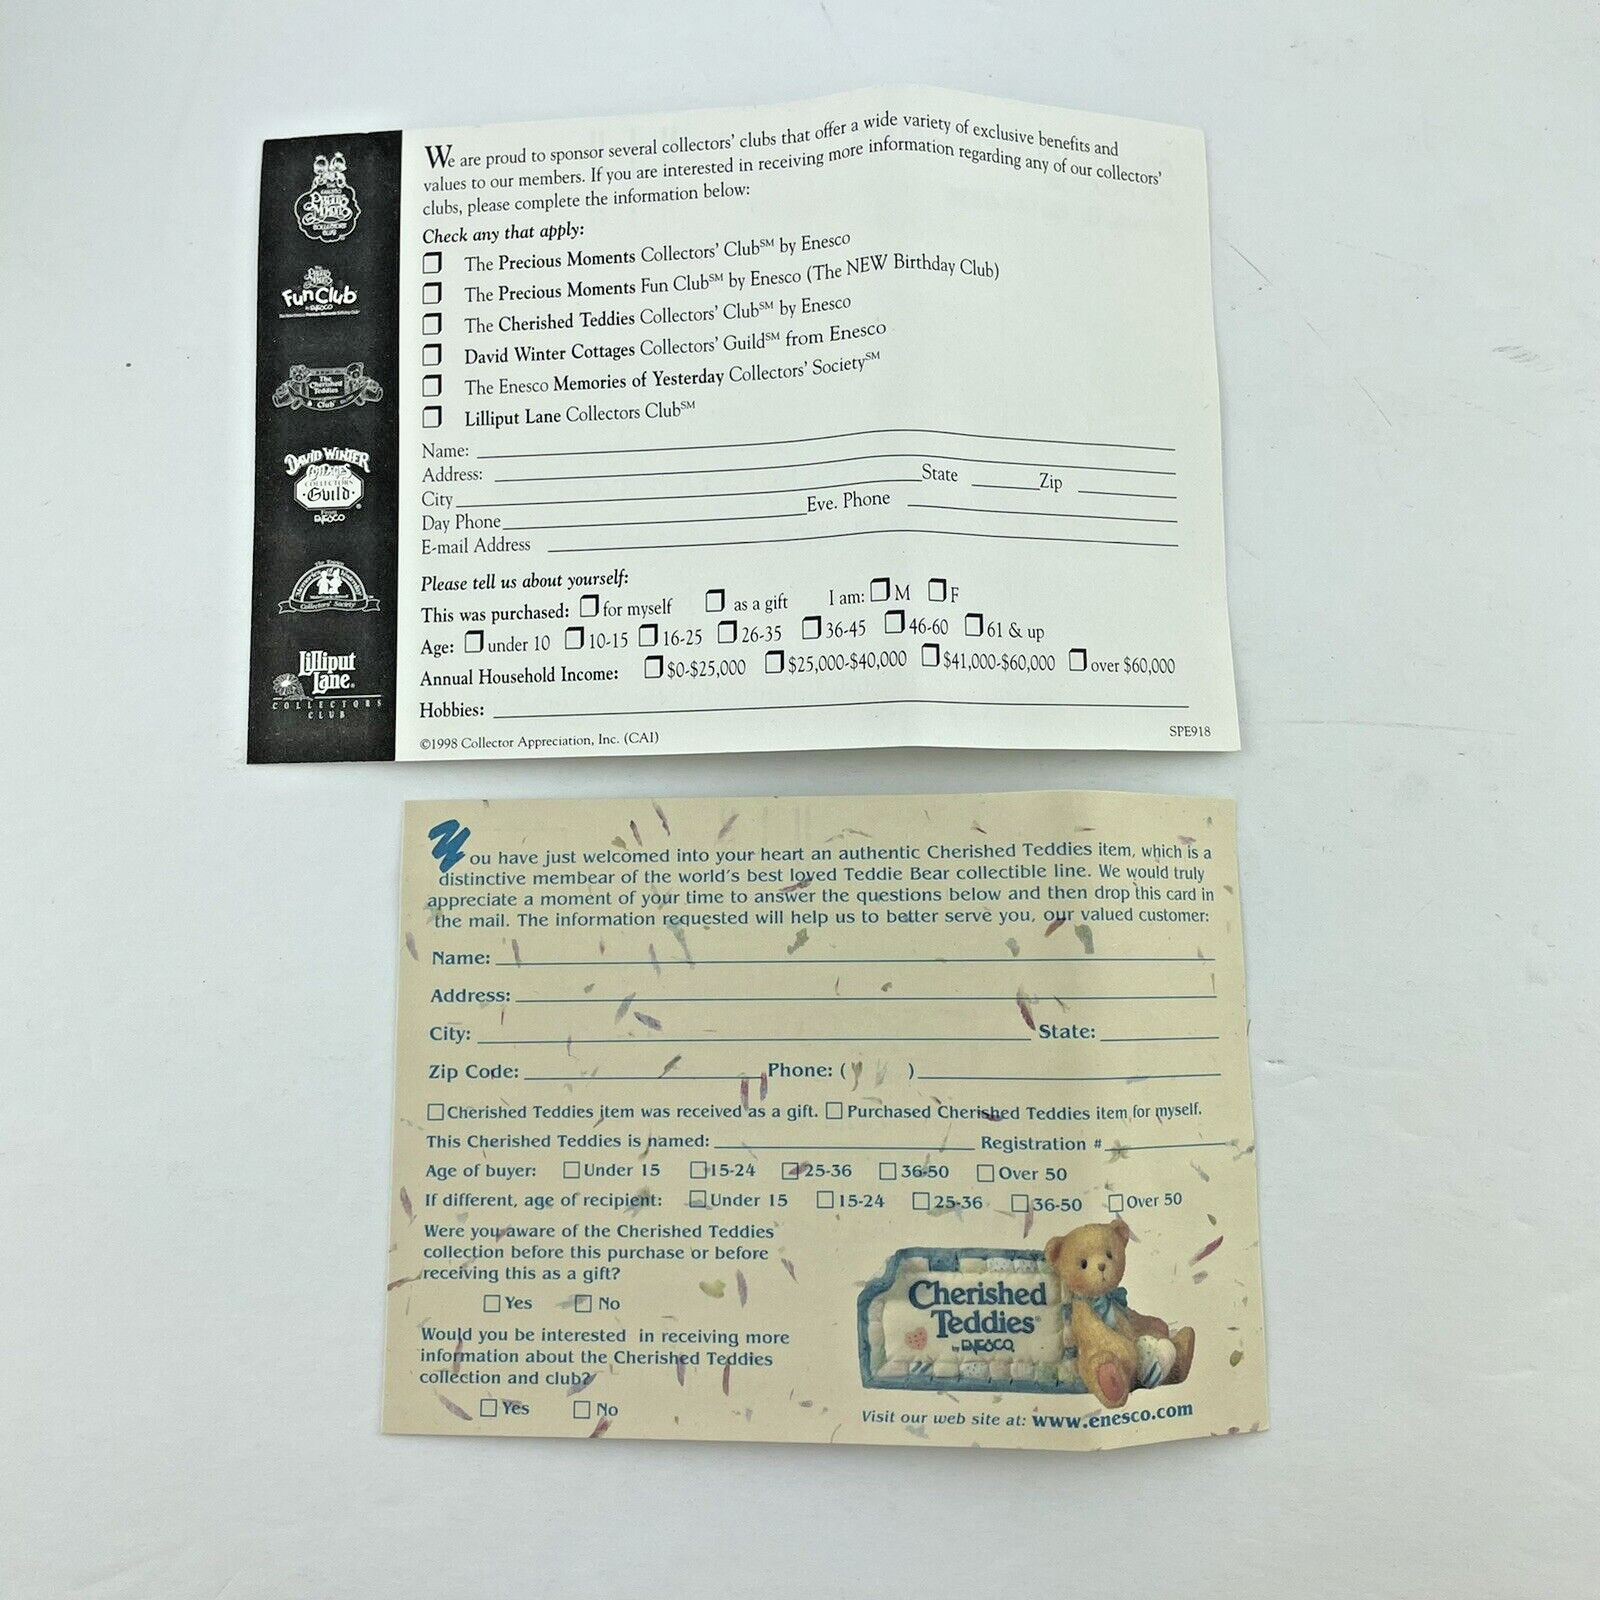 We are proud to sponsor several collectors' clubs that offer a wide variety of exclusive benefits and
values to our members. If you are interested in receiving more information regarding any of our collectors'
clubs, please complete the information below:
Check any that apply:
The Precious Moments Collectors' Club℠ by Enesco
The Precious Moments Fun Club℠ by Enesco (The NEW Birthday Club)
The Cherished Teddies Collectors' Club℠ by Enesco
David Winter Cottages Collectors' Guild℠ from Enesco
The Enesco Memories of Yesterday Collectors' Society℠
Lilliput Lane Collectors Club℠
Name:
Address:
City State Zip
Day Phone Eve. Phone
E-mail Address
Please tell us about yourself:
This was purchased: for myself as a gift I am: M F
Age: under 10 10-15 16-25 26-35 36-45 46-60 61 & up
Annual Household Income: $0-$25,000 $25,000-$40,000 $41,000-$60,000 over $60,000
Hobbies:
©1998 Collector Appreciation, Inc. (CAI) SPE918
Collectors'
Club
Fun Club
by Enesco
The
Cherished
Teddies
Club
David Winter
Cottages
Collectors
Guild
From
Enesco
Memories of Yesterday
Collectors' Society
Lilliput
Lane®
COLLECTORS
CLUB
You have just welcomed into your heart an authentic Cherished Teddies item, which is a
distinctive membear of the world's best loved Teddie Bear collectible line. We would truly
appreciate a moment of your time to answer the questions below and then drop this card in
the mail. The information requested will help us to better serve you, our valued customer:
Name:
Address:
City: State:
Zip Code: Phone: ( )
Cherished Teddies item was received as a gift. Purchased Cherished Teddies item for myself.
This Cherished Teddies is named: Registration #
Age of buyer: Under 15 15-24 25-36 36-50 Over 50
If different, age of recipient: Under 15 15-24 25-36 36-50 Over 50
Were you aware of the Cherished Teddies
collection before this purchase or before
receiving this as a gift?
Yes No
Would you be interested in receiving more
information about the Cherished Teddies
collection and club?
Yes No
Cherished
Teddies®
by ENESCO
Visit our web site at: www.enesco.com